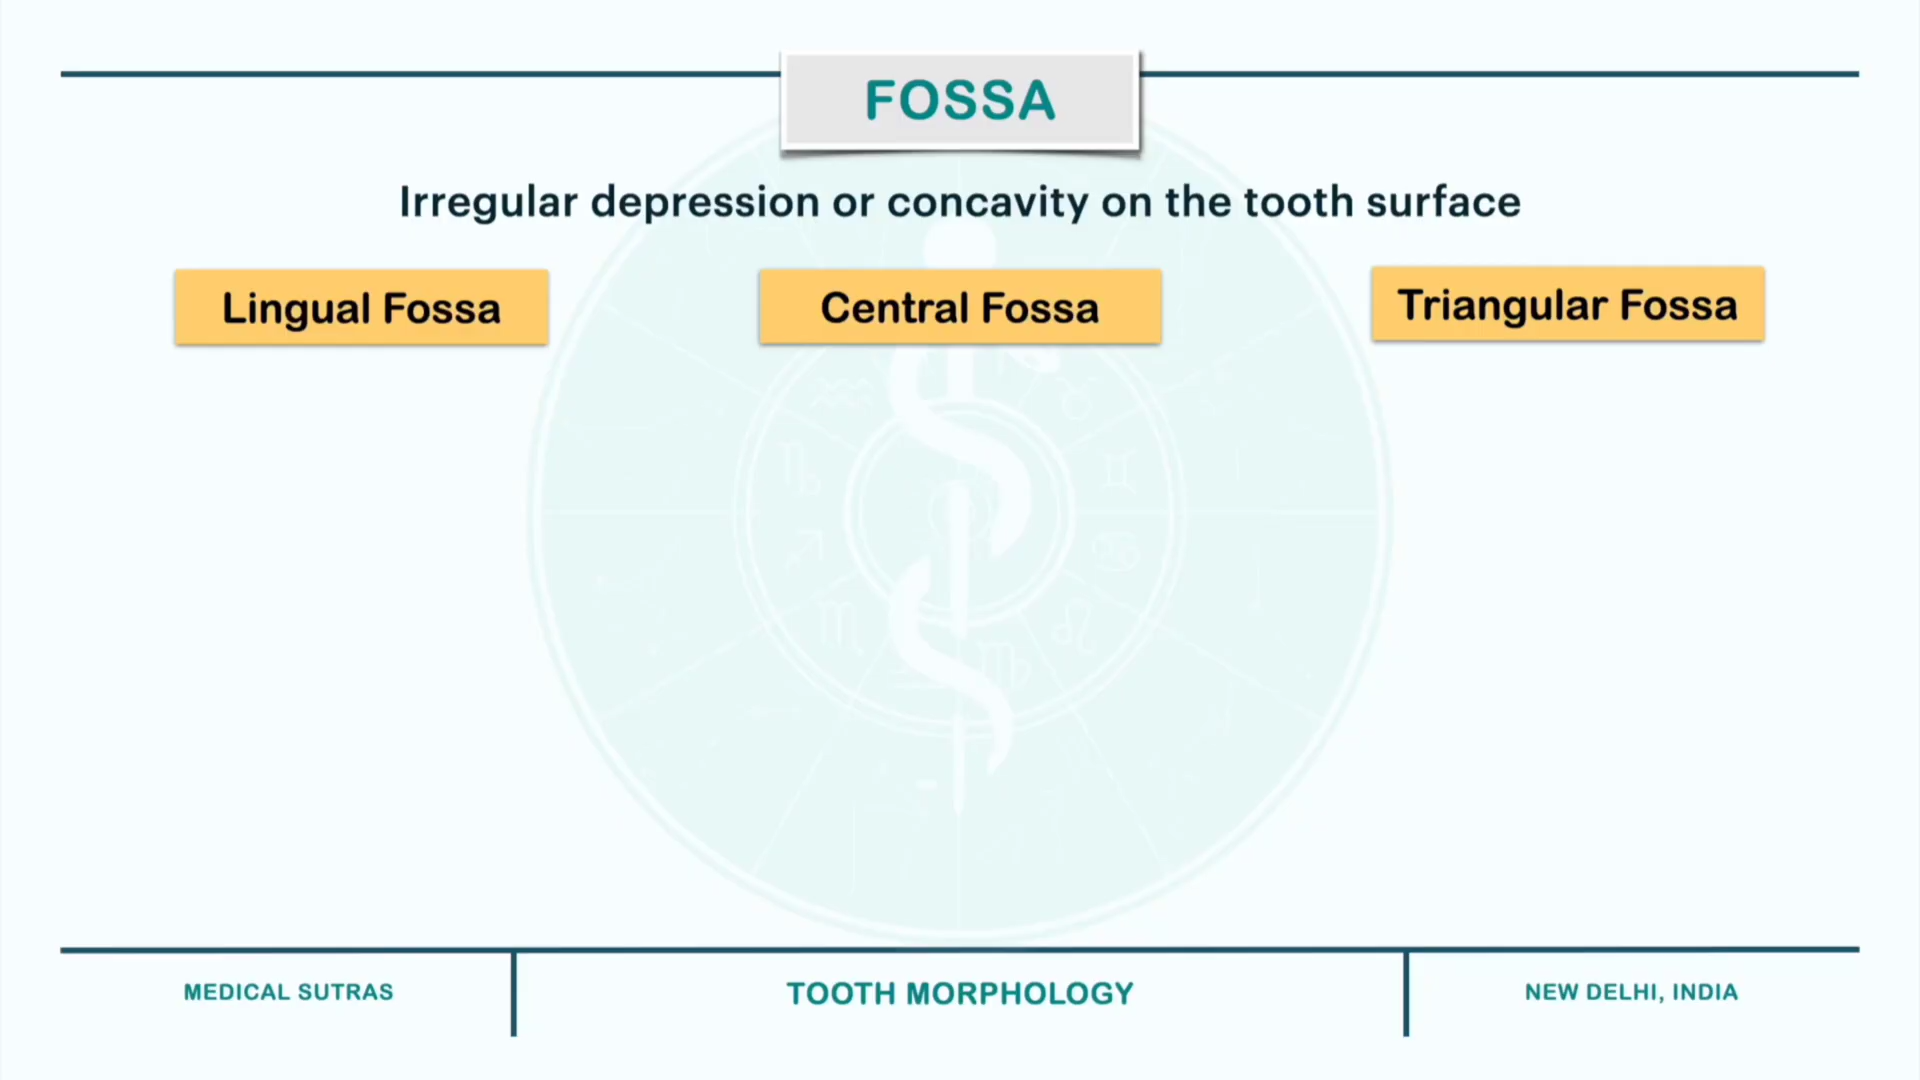 FOSSA
Irregular depression or concavity on the tooth surface
Lingual Fossa
Central Fossa
Triangular Fossa
MEDICAL SUTRAS
TOOTH MORPHOLOGY
NEW DELHI, INDIA